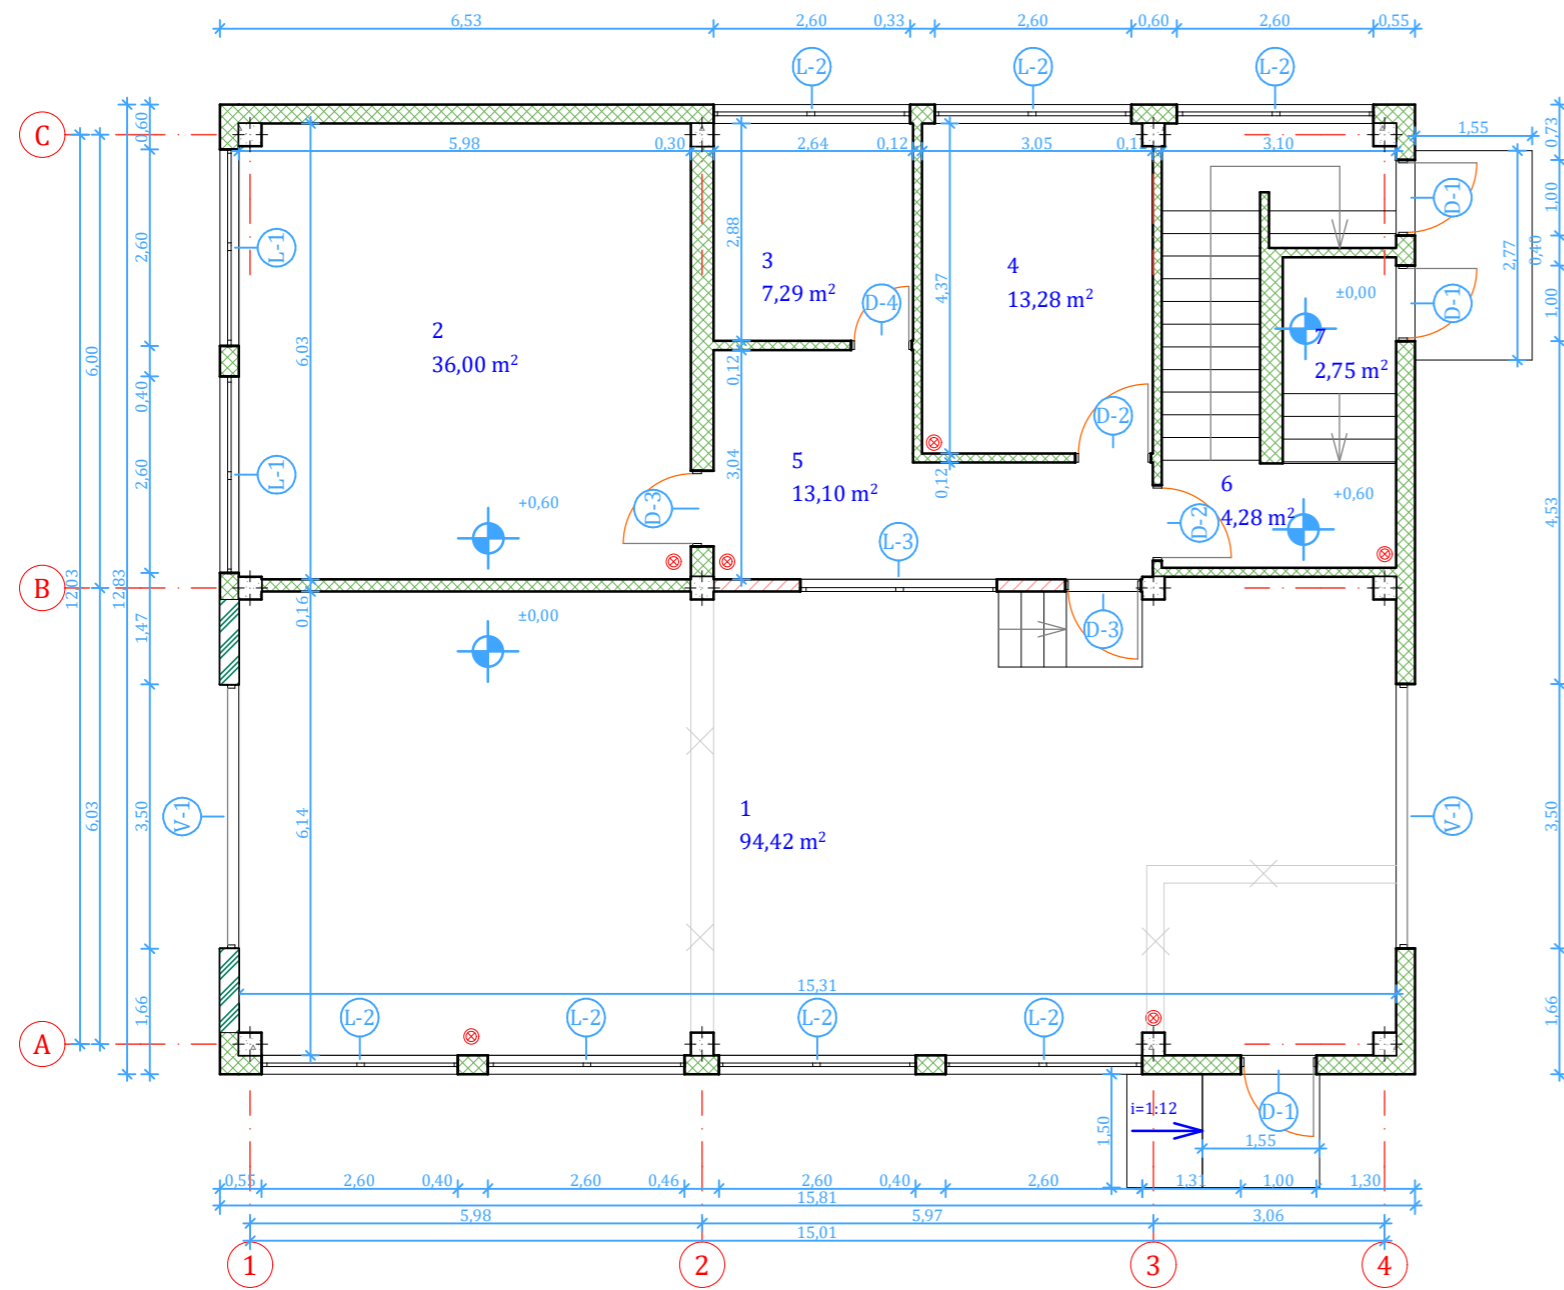 6,53 2,60 0,33 2,60 0,60 2,60 0,55
L-2 L-2 L-2
C
5,98 0,30 2,64 0,12 3,05 3,10
1,55
0,60
0,73
D-1
1,00
L-1
2,60
2,88
3
7,29 m²
4
13,28 m²
4,37
2,77
0,40
D-4
±0,00
D-1
1,00
2
36,00 m²
6,03
6,00
7
2,75 m²
0,12
0,40
D-2
L-1
2,60
3,04
5
13,10 m²
0,12
6
4,28 m²
+0,60
+0,60
D-3
D-2
4,53
L-3
B
12,03
12,83
0,16
±0,00
1,47
D-3
V-1
3,50
6,03
6,14
1
94,42 m²
V-1
3,50
15,31
1,66
1,66
L-2 L-2 L-2 L-2
A
i=1:12
D-1
1,50
1,55
0,55 2,60 0,40 2,60 0,46 2,60 0,40 2,60 1,31 1,00 1,30
15,81
5,98 5,97 3,06
15,01
1 2 3 4